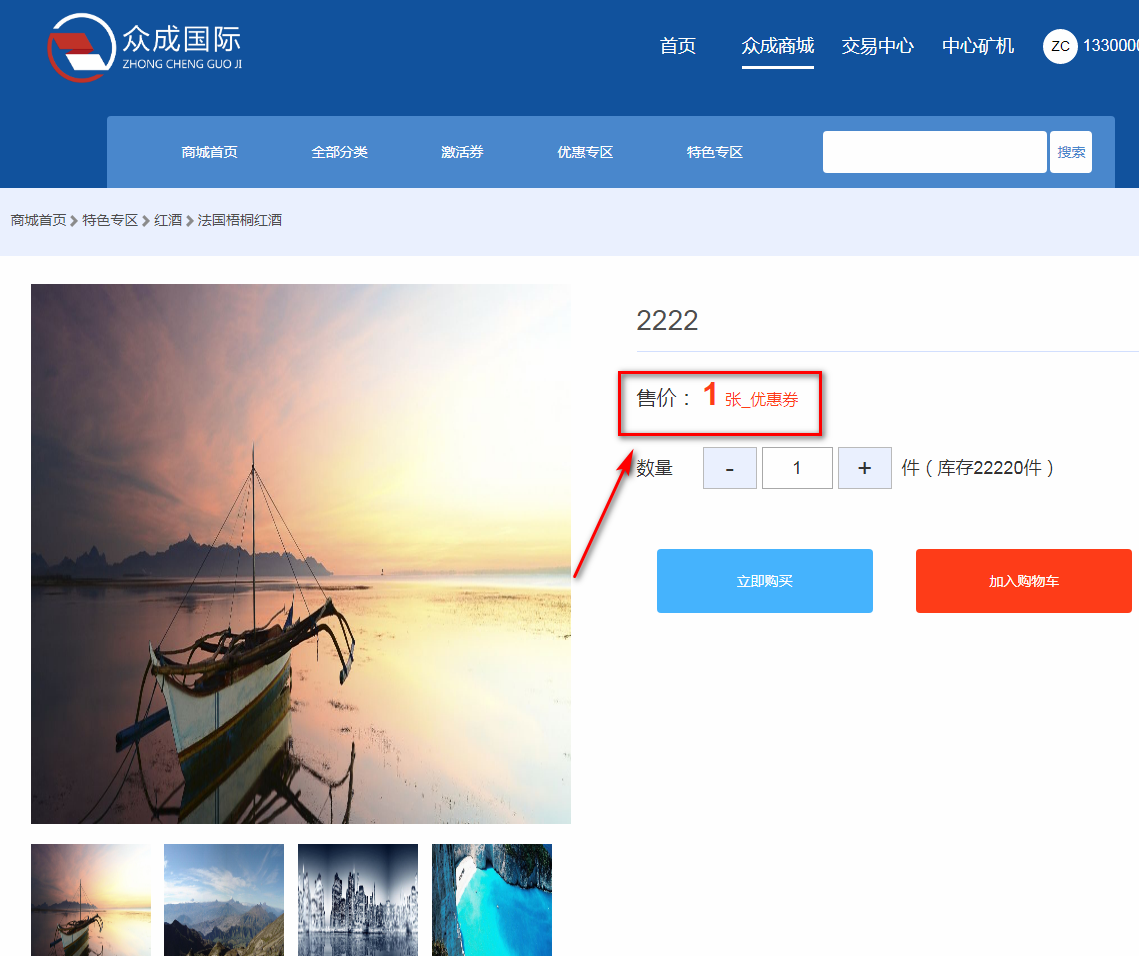 众成国际
ZHONG CHENG GUO JI
首页 众成商城 交易中心 中心矿机 ZC 133000
商城首页 全部分类 激活券 优惠专区 特色专区 搜索
商城首页 特色专区 红酒 法国梧桐红酒
2222
售价： 1 张_优惠券
数量 - 1 + 件（库存22220件）
立即购买 加入购物车